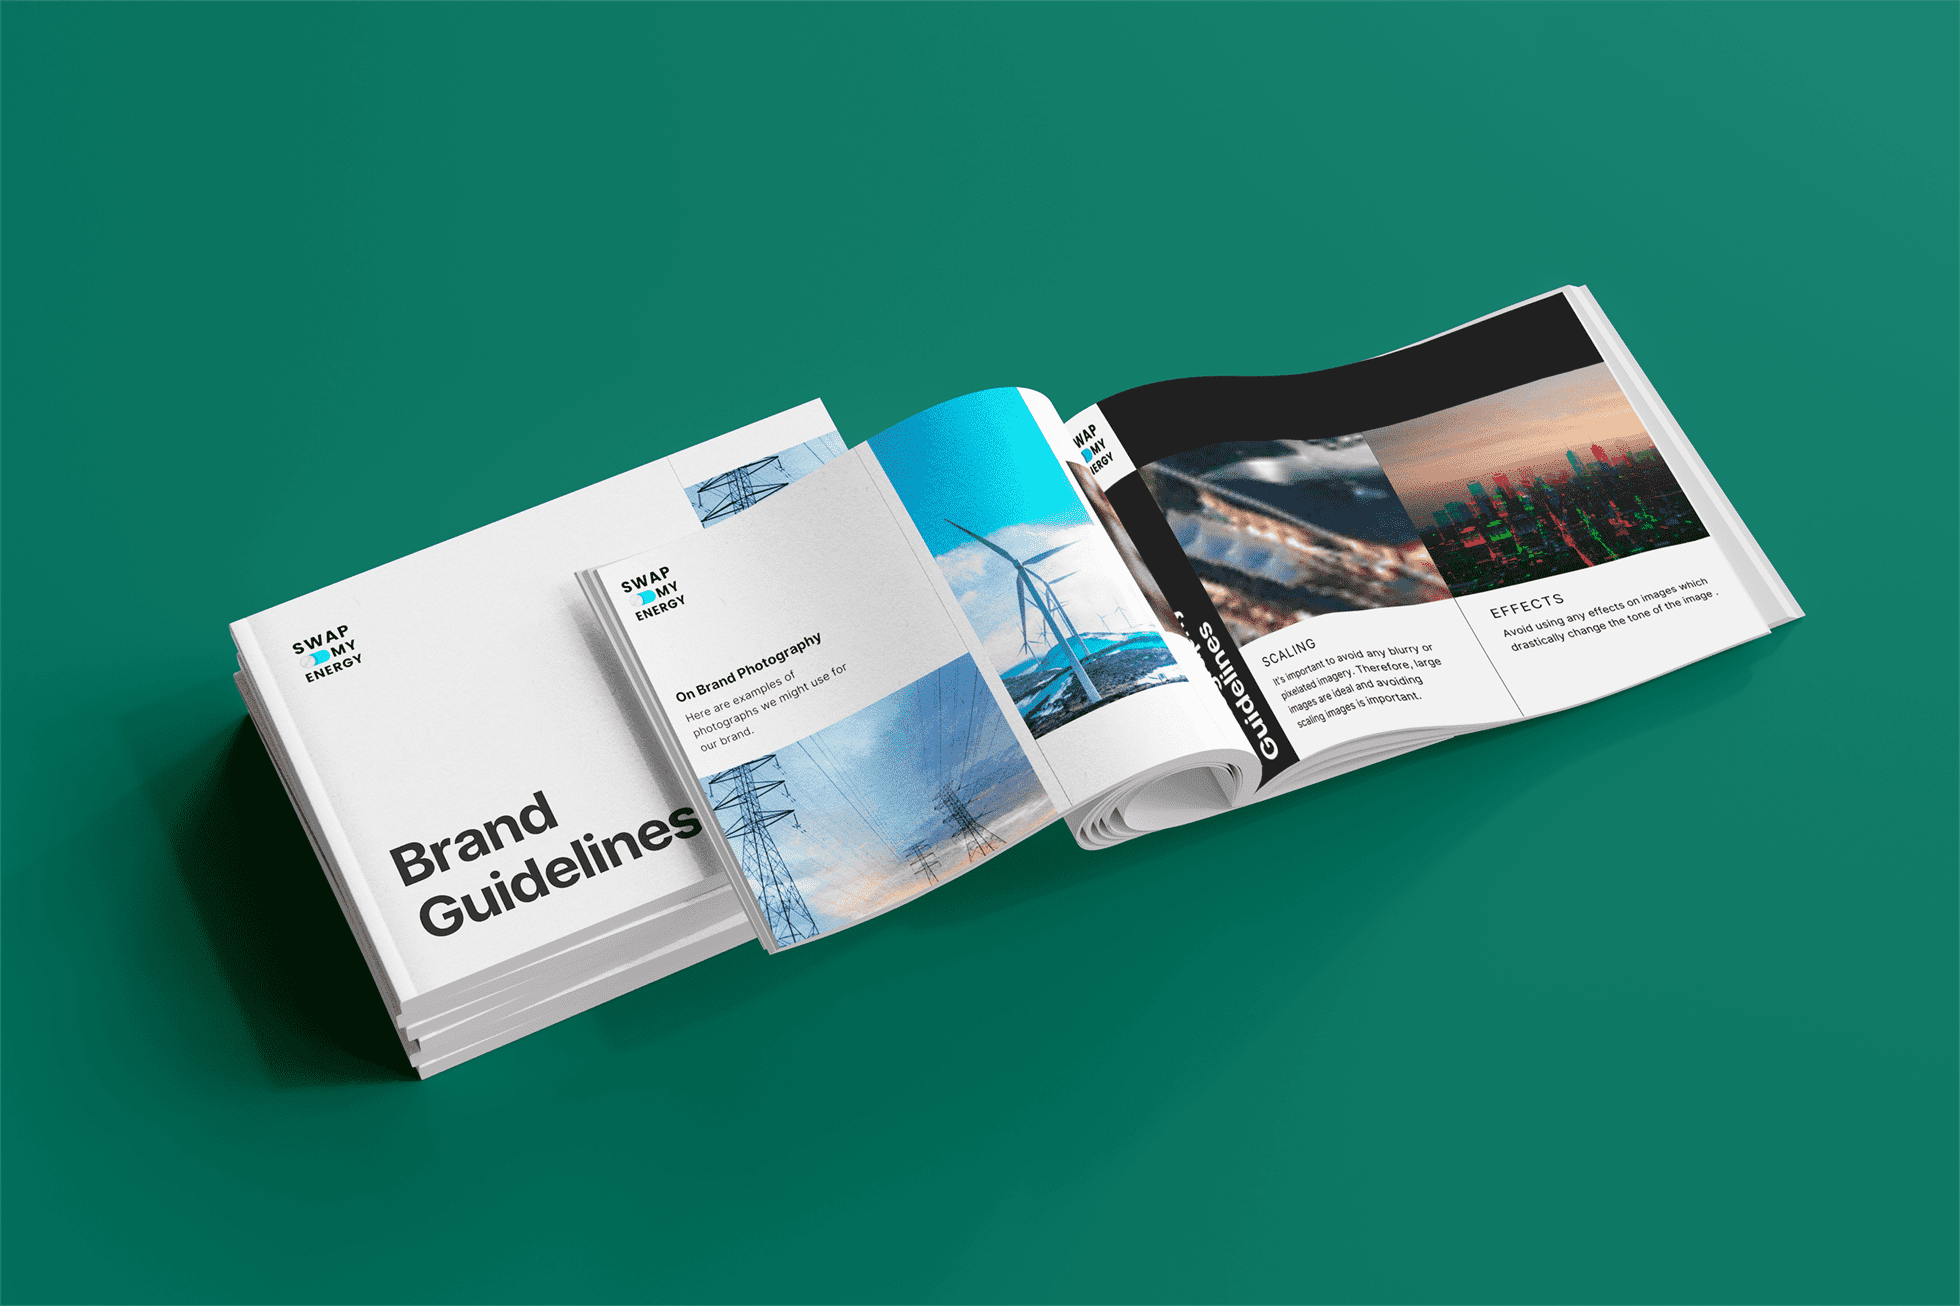 SWAP
MY
ENERGY
Brand
Guidelines
SWAP
MY
ENERGY
On Brand Photography
Here are examples of
photographs we might use for
our brand.
WAP
MY
ERGY
Guidelines
SCALING
It's important to avoid any blurry or
pixelated imagery. Therefore, large
images are ideal and avoiding
scaling images is important.
EFFECTS
Avoid using any effects on images which
drastically change the tone of the image .